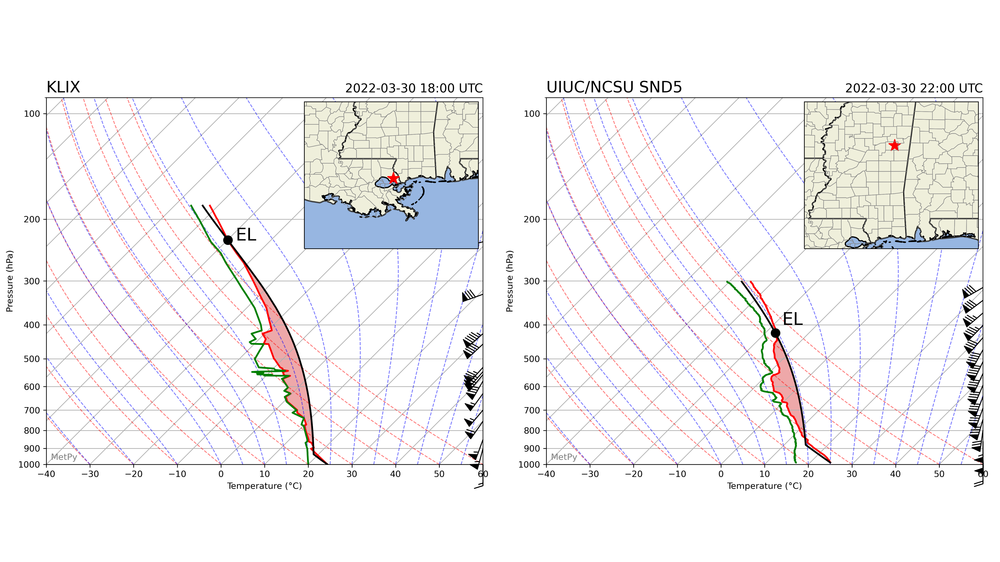 KLIX 2022-03-30 18:00 UTC
100
200
300
400
500
600
700
800
900
1000
Pressure (hPa)
EL
MetPy
−40 −30 −20 −10 0 10 20 30 40 50 60
Temperature (°C)
UIUC/NCSU SND5 2022-03-30 22:00 UTC
100
200
300
400
500
600
700
800
900
1000
Pressure (hPa)
EL
MetPy
−40 −30 −20 −10 0 10 20 30 40 50 60
Temperature (°C)